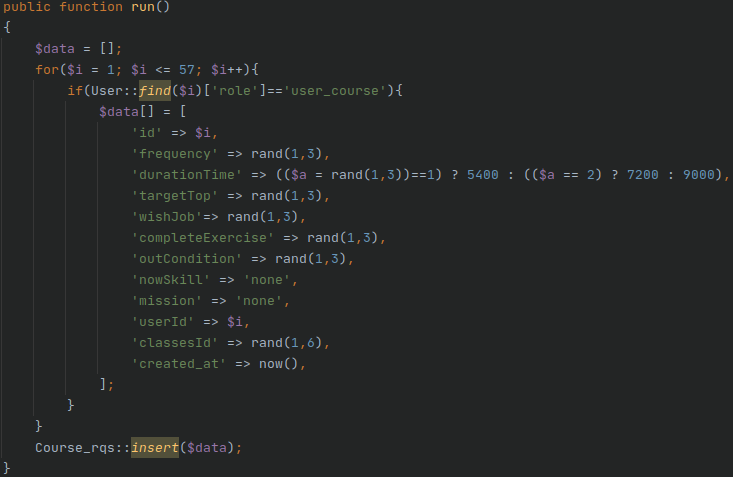 public function run()
{
    $data = [];
    for($i = 1; $i <= 57; $i++){
        if(User::find($i)['role']=='user_course'){
            $data[] = [
                'id' => $i,
                'frequency' => rand(1,3),
                'durationTime' => (($a = rand(1,3))==1) ? 5400 : (($a == 2) ? 7200 : 9000),
                'targetTop' => rand(1,3),
                'wishJob'=> rand(1,3),
                'completeExercise' => rand(1,3),
                'outCondition' => rand(1,3),
                'nowSkill' => 'none',
                'mission' => 'none',
                'userId' => $i,
                'classesId' => rand(1,6),
                'created_at' => now(),
            ];
        }
    }
    Course_rqs::insert($data);
}